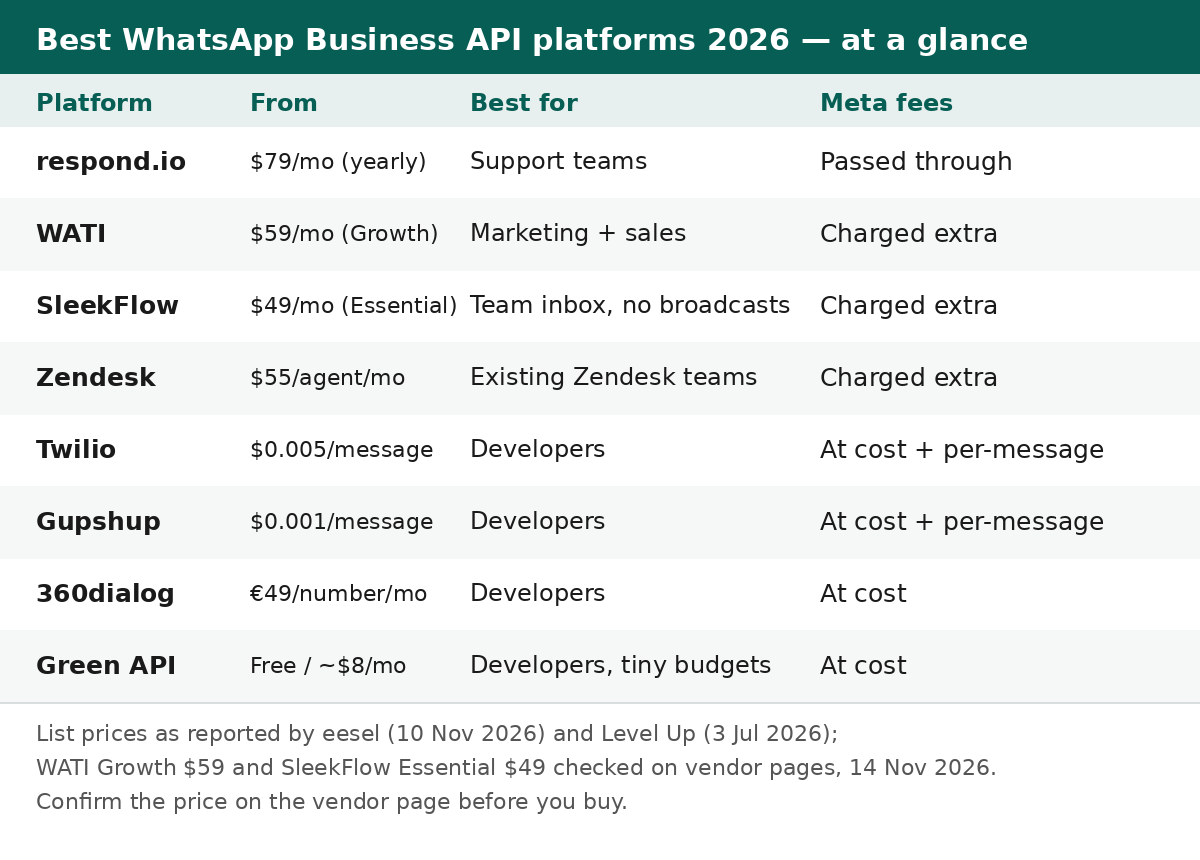 Best WhatsApp Business API platforms 2026 — at a glance
Platform From Best for Meta fees
respond.io $79/mo (yearly) Support teams Passed through
WATI $59/mo (Growth) Marketing + sales Charged extra
SleekFlow $49/mo (Essential) Team inbox, no broadcasts Charged extra
Zendesk $55/agent/mo Existing Zendesk teams Charged extra
Twilio $0.005/message Developers At cost + per-message
Gupshup $0.001/message Developers At cost + per-message
360dialog €49/number/mo Developers At cost
Green API Free / ~$8/mo Developers, tiny budgets At cost
List prices as reported by eesel (10 Nov 2026) and Level Up (3 Jul 2026);
WATI Growth $59 and SleekFlow Essential $49 checked on vendor pages, 14 Nov 2026.
Confirm the price on the vendor page before you buy.